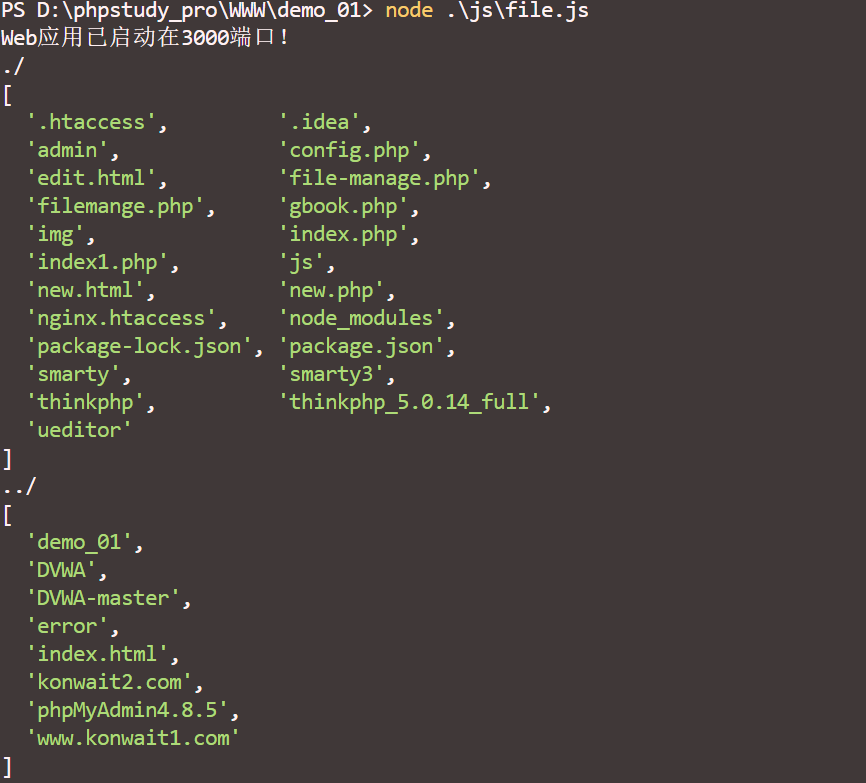 PS D:\phpstudy_pro\WWW\demo_01> node .\js\file.js
Web应用已启动在3000端口!
./
[
  '.htaccess',         '.idea',
  'admin',             'config.php',
  'edit.html',         'file-manage.php',
  'filemange.php',     'gbook.php',
  'img',               'index.php',
  'index1.php',        'js',
  'new.html',          'new.php',
  'nginx.htaccess',    'node_modules',
  'package-lock.json', 'package.json',
  'smarty',            'smarty3',
  'thinkphp',          'thinkphp_5.0.14_full',
  'ueditor'
]
../
[
  'demo_01',
  'DVWA',
  'DVWA-master',
  'error',
  'index.html',
  'konwait2.com',
  'phpMyAdmin4.8.5',
  'www.konwait1.com'
]